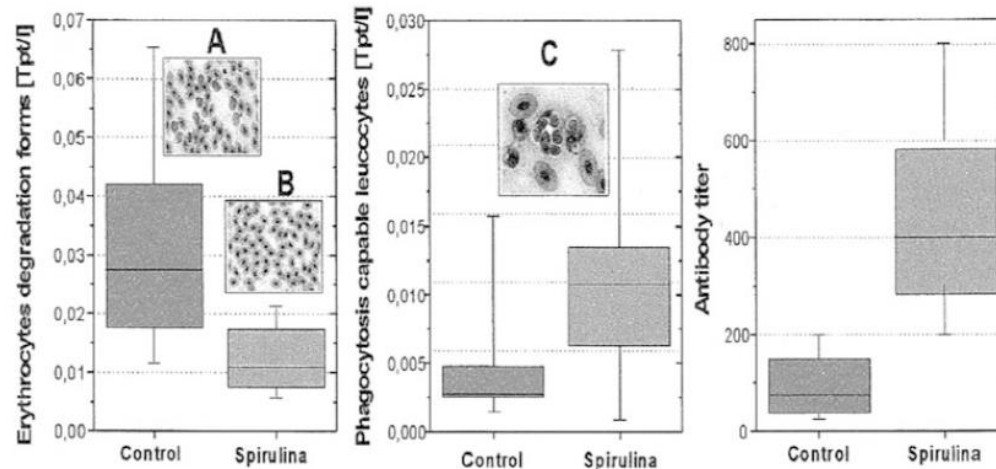 Erythrocytes degradation forms [Tpt/l]
0,07
0,06
0,05
0,04
0,03
0,02
0,01
0,00
A
B
Control
Spirulina
Phagocytosis capable leucocytes [Tpt/l]
0,030
0,025
0,020
0,015
0,010
0,005
0,000
C
Control
Spirulina
Antibody titer
800
600
400
200
0
Control
Spirulina